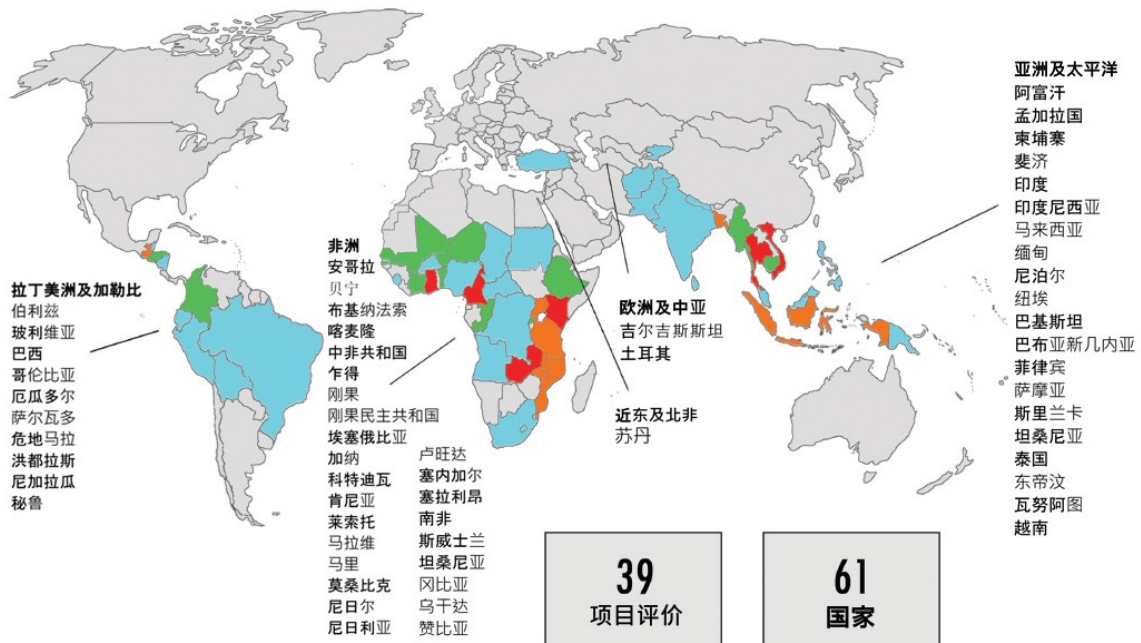 拉丁美洲及加勒比
伯利兹
玻利维亚
巴西
哥伦比亚
厄瓜多尔
萨尔瓦多
危地马拉
洪都拉斯
尼加拉瓜
秘鲁
非洲
安哥拉
贝宁
布基纳法索
喀麦隆
中非共和国
乍得
刚果
刚果民主共和国
埃塞俄比亚
加纳
科特迪瓦
肯尼亚
莱索托
马拉维
马里
莫桑比克
尼日尔
尼日利亚
卢旺达
塞内加尔
塞拉利昂
南非
斯威士兰
坦桑尼亚
冈比亚
乌干达
赞比亚
欧洲及中亚
吉尔吉斯斯坦
土耳其
近东及北非
苏丹
亚洲及太平洋
阿富汗
孟加拉国
柬埔寨
斐济
印度
印度尼西亚
马来西亚
缅甸
尼泊尔
纽埃
巴基斯坦
巴布亚新几内亚
菲律宾
萨摩亚
斯里兰卡
坦桑尼亚
泰国
东帝汶
瓦努阿图
越南
39
项目评价
61
国家